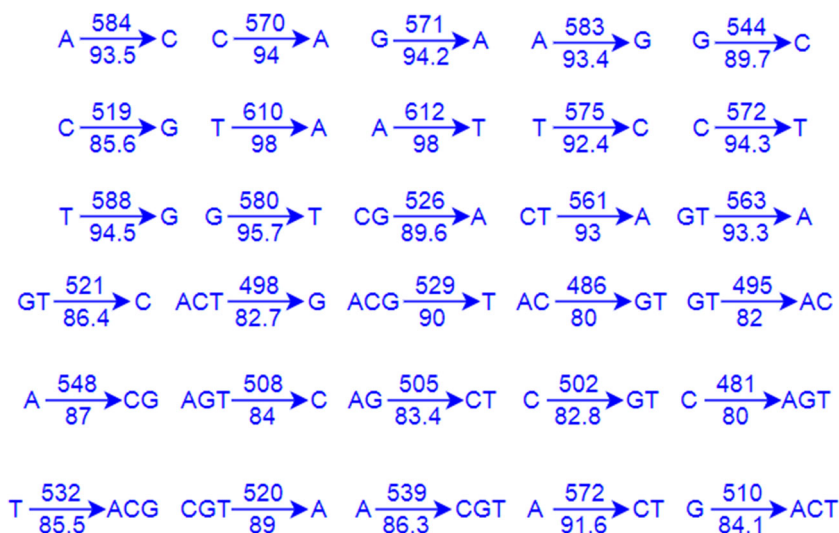 A 584 93.5 C C 570 94 A G 571 94.2 A A 583 93.4 G G 544 89.7 C
C 519 85.6 G T 610 98 A A 612 98 T T 575 92.4 C C 572 94.3 T
T 588 94.5 G G 580 95.7 T CG 526 89.6 A CT 561 93 A GT 563 93.3 A
GT 521 86.4 C ACT 498 82.7 G ACG 529 90 T AC 486 80 GT GT 495 82 AC
A 548 87 CG AGT 508 84 C AG 505 83.4 CT C 502 82.8 GT C 481 80 AGT
T 532 85.5 ACG CGT 520 89 A A 539 86.3 CGT A 572 91.6 CT G 510 84.1 ACT